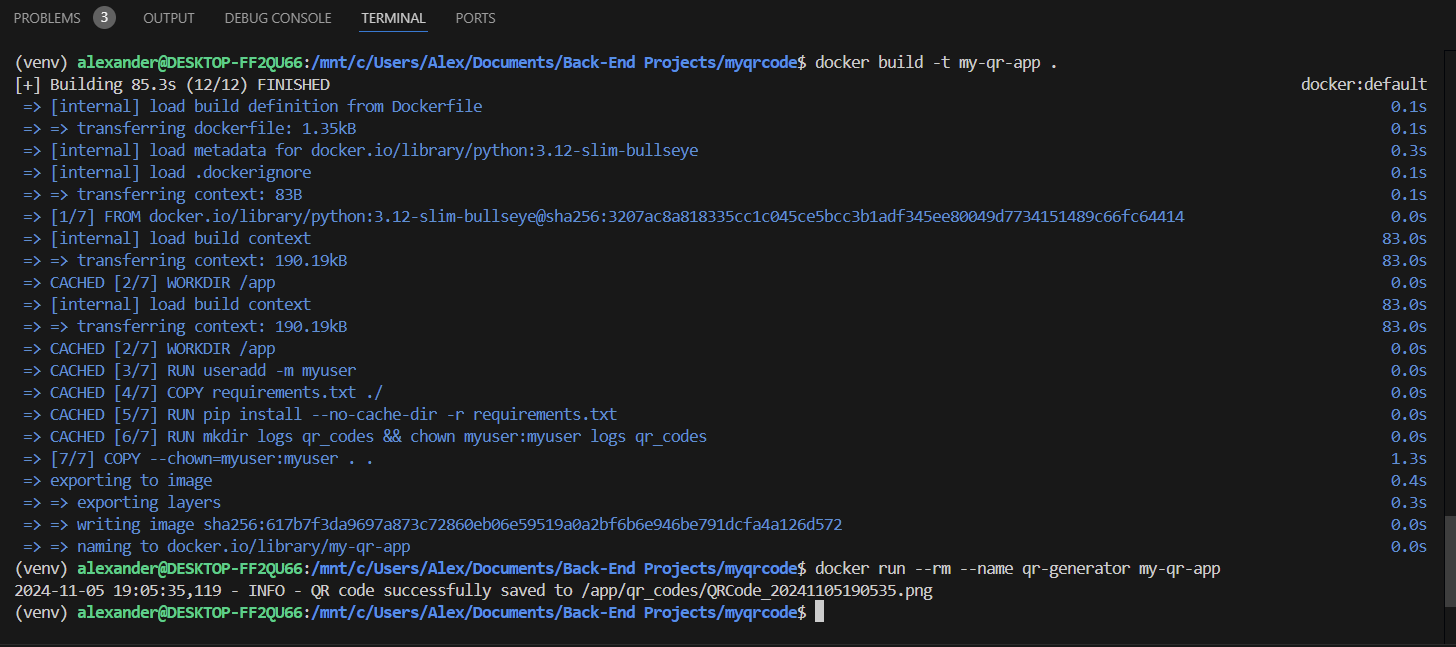 PROBLEMS 3 OUTPUT DEBUG CONSOLE TERMINAL PORTS
(venv) alexander@DESKTOP-FF2QU66:/mnt/c/Users/Alex/Documents/Back-End Projects/myqrcode$ docker build -t my-qr-app .
[+] Building 85.3s (12/12) FINISHED docker:default
=> [internal] load build definition from Dockerfile 0.1s
=> => transferring dockerfile: 1.35kB 0.1s
=> [internal] load metadata for docker.io/library/python:3.12-slim-bullseye 0.3s
=> [internal] load .dockerignore 0.1s
=> => transferring context: 83B 0.1s
=> [1/7] FROM docker.io/library/python:3.12-slim-bullseye@sha256:3207ac8a818335cc1c045ce5bcc3b1adf345ee80049d7734151489c66fc64414 0.0s
=> [internal] load build context 83.0s
=> => transferring context: 190.19kB 83.0s
=> CACHED [2/7] WORKDIR /app 0.0s
=> [internal] load build context 83.0s
=> => transferring context: 190.19kB 83.0s
=> CACHED [2/7] WORKDIR /app 0.0s
=> CACHED [3/7] RUN useradd -m myuser 0.0s
=> CACHED [4/7] COPY requirements.txt ./ 0.0s
=> CACHED [5/7] RUN pip install --no-cache-dir -r requirements.txt 0.0s
=> CACHED [6/7] RUN mkdir logs qr_codes && chown myuser:myuser logs qr_codes 0.0s
=> [7/7] COPY --chown=myuser:myuser . . 1.3s
=> exporting to image 0.4s
=> => exporting layers 0.3s
=> => writing image sha256:617b7f3da9697a873c72860eb06e59519a0a2bf6b6e946be791dcfa4a126d572 0.0s
=> => naming to docker.io/library/my-qr-app 0.0s
(venv) alexander@DESKTOP-FF2QU66:/mnt/c/Users/Alex/Documents/Back-End Projects/myqrcode$ docker run --rm --name qr-generator my-qr-app
2024-11-05 19:05:35,119 - INFO - QR code successfully saved to /app/qr_codes/QRCode_20241105190535.png
(venv) alexander@DESKTOP-FF2QU66:/mnt/c/Users/Alex/Documents/Back-End Projects/myqrcode$